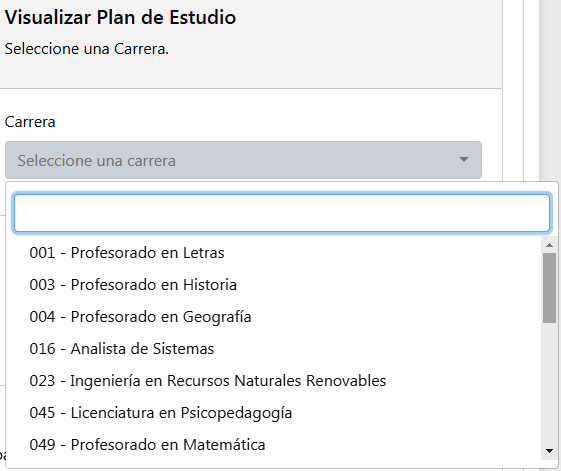 Visualizar Plan de Estudio
Seleccione una Carrera.
Carrera
Seleccione una carrera
001 - Profesorado en Letras
003 - Profesorado en Historia
004 - Profesorado en Geografía
016 - Analista de Sistemas
023 - Ingeniería en Recursos Naturales Renovables
045 - Licenciatura en Psicopedagogía
049 - Profesorado en Matemática